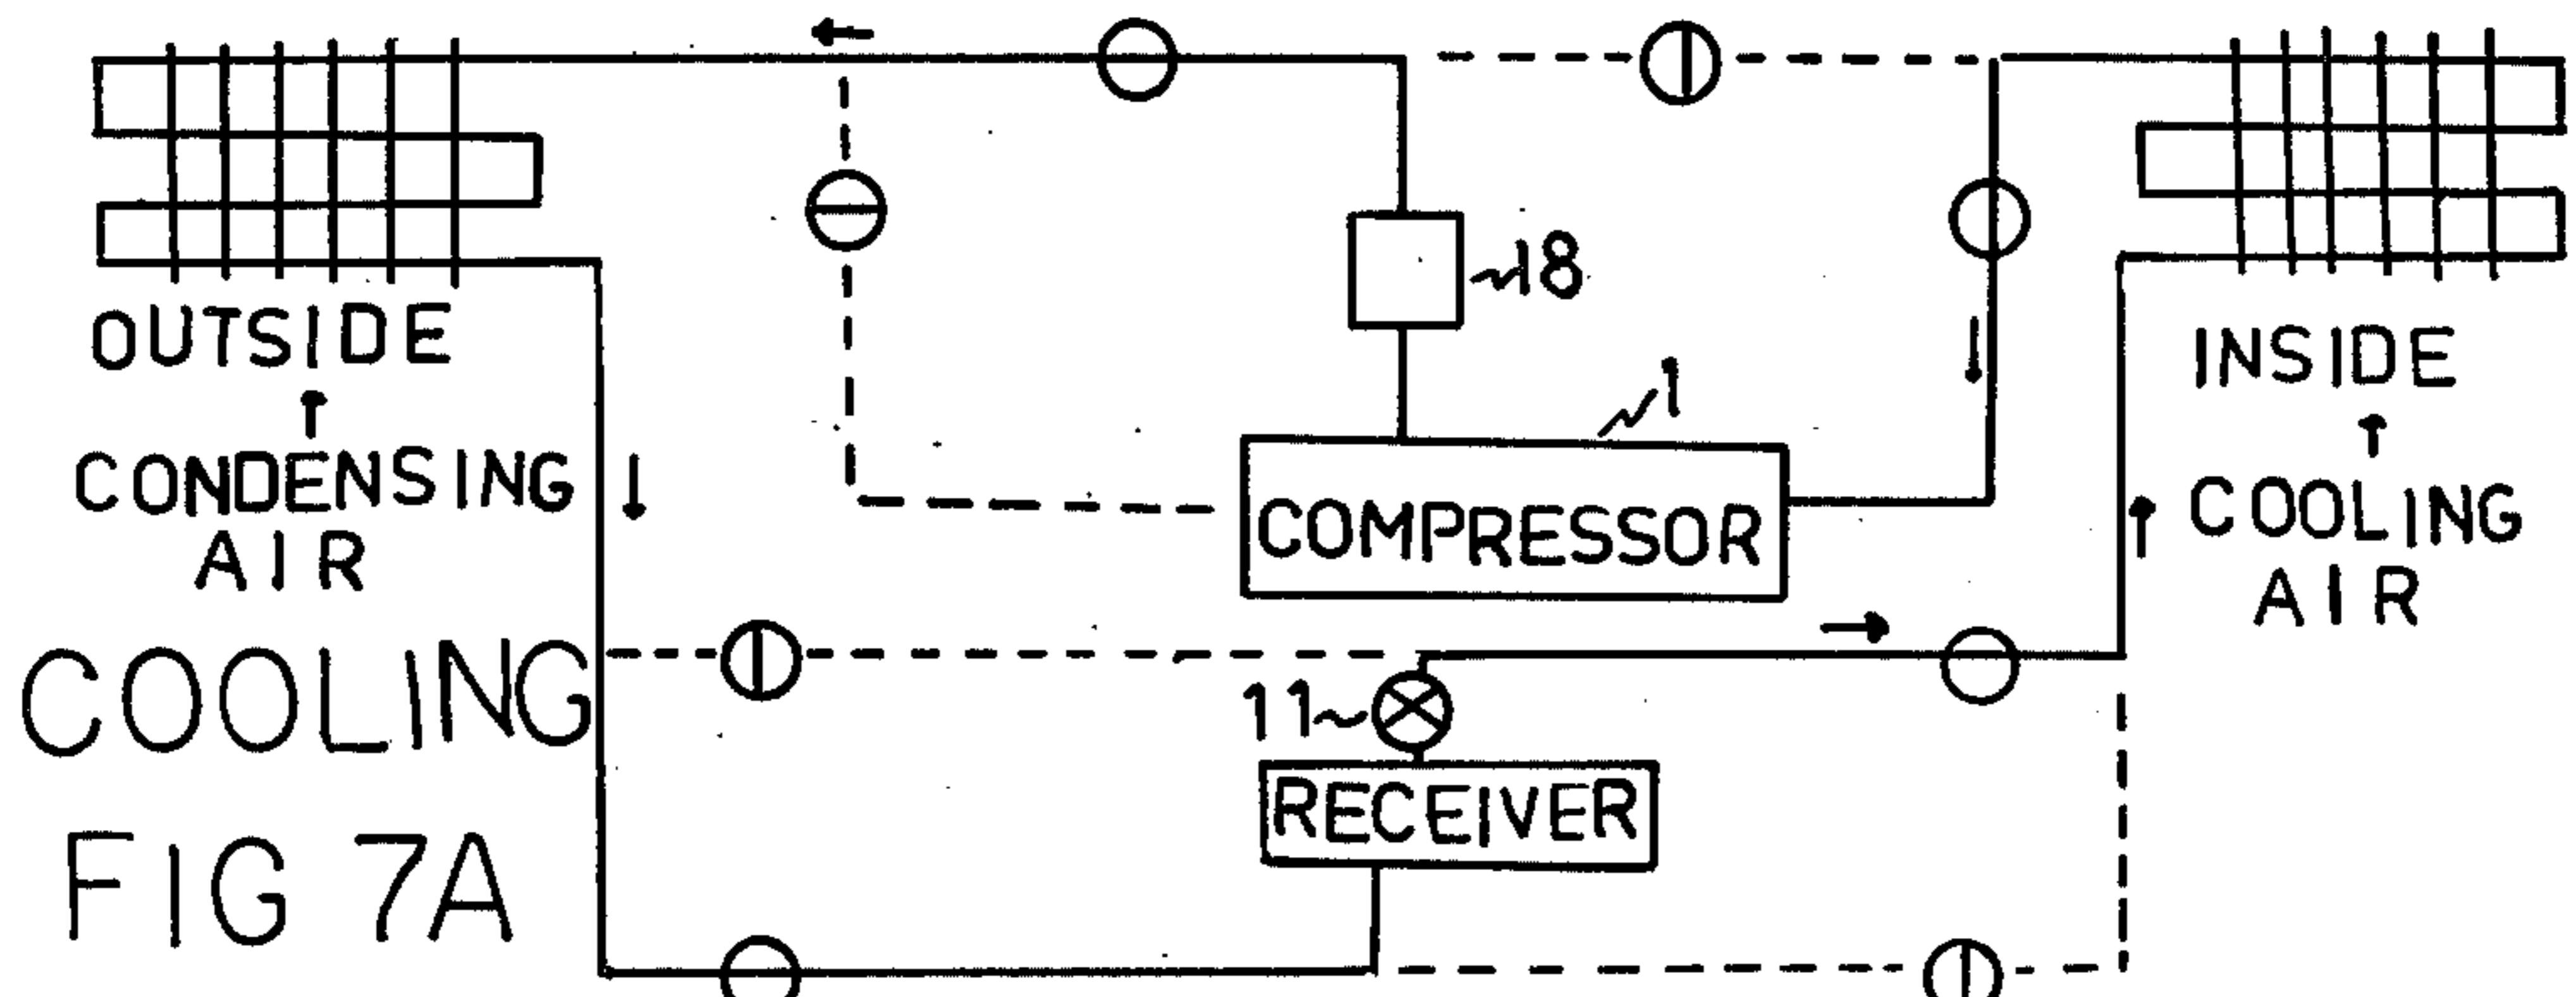 18
OUTSIDE
INSIDE
1
CONDENSING
AIR
COOLING
AIR
COMPRESSOR
COOLING
11
RECEIVER
FIG 7A